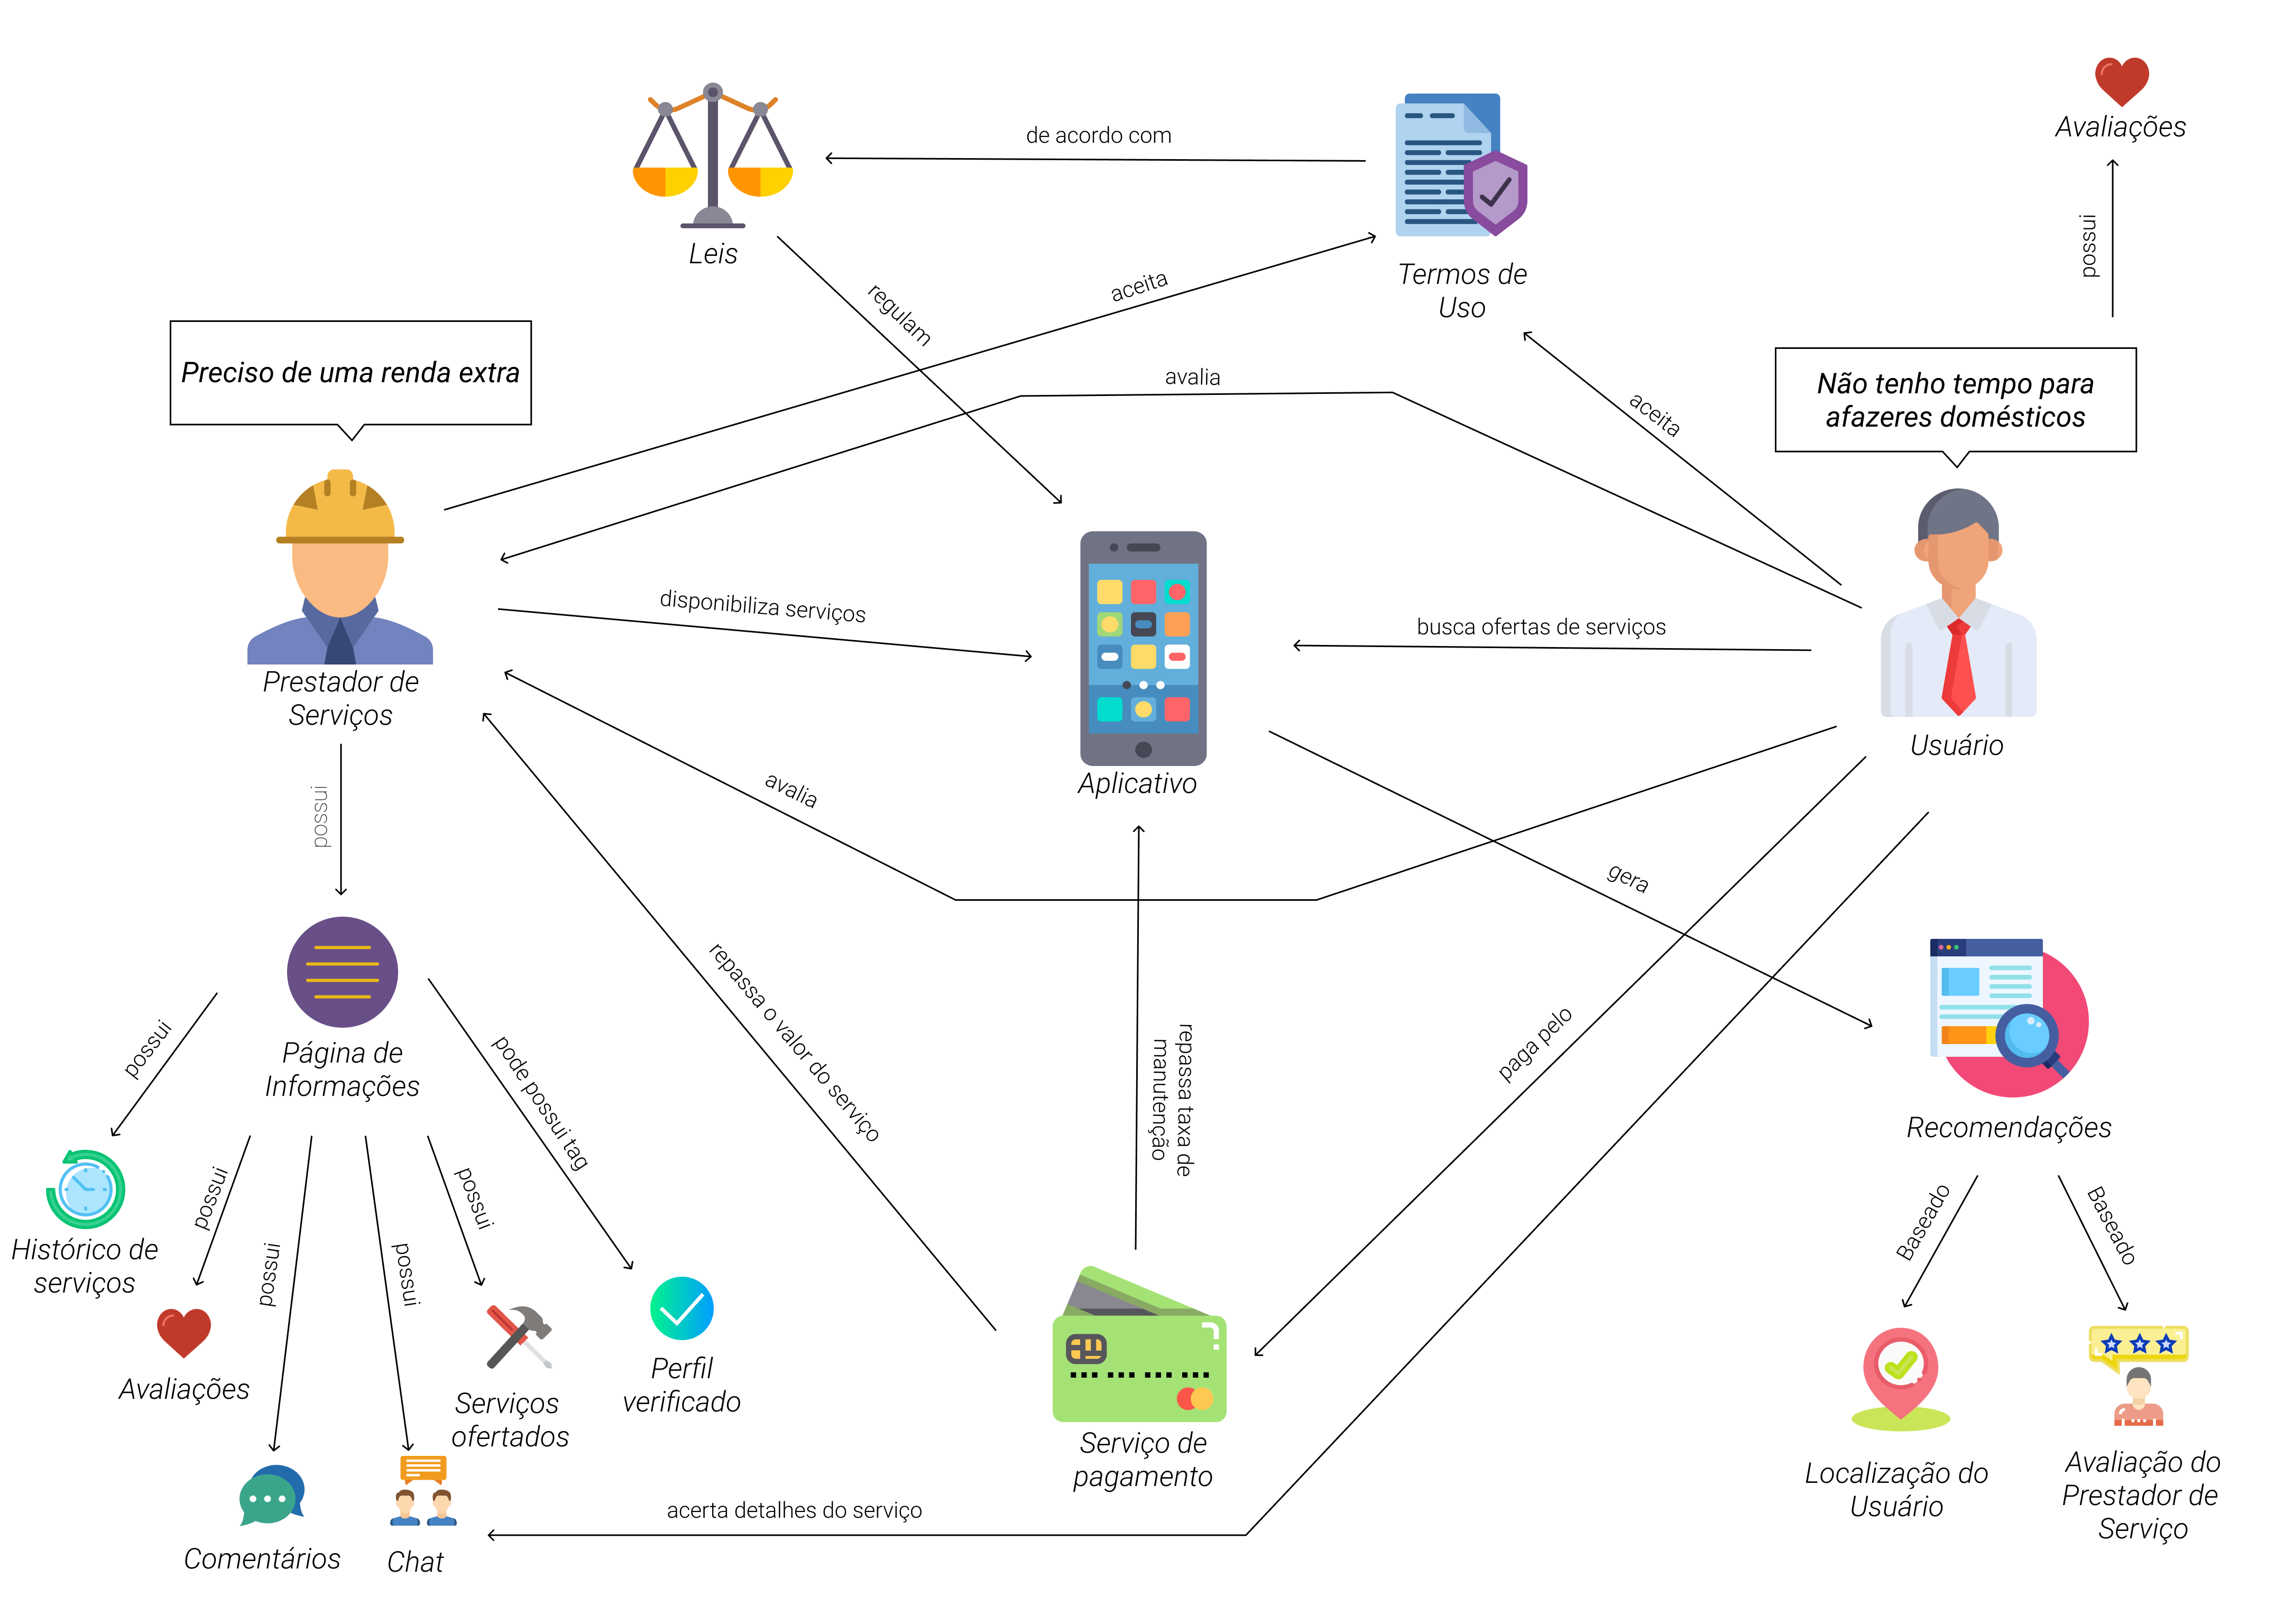 Avaliações
de acordo com
possui
Leis
Termos de
Uso
aceita
regulam
Preciso de uma renda extra
avalia
aceita
Não tenho tempo para
afazeres domésticos
disponibiliza serviços
busca ofertas de serviços
Prestador de
Serviços
Usuário
Aplicativo
possui
avalia
gera
repassa o valor do serviço
repassa taxa de
manutenção
paga pelo
Página de
Informações
possui
pode possui tag
Recomendações
possui
possui
possui
possui
Baseado
Baseado
Histórico de
serviços
Avaliações
Serviços
ofertados
Perfil
verificado
Serviço de
pagamento
Localização do
Usuário
Avaliação do
Prestador de
Serviço
acerta detalhes do serviço
Comentários
Chat